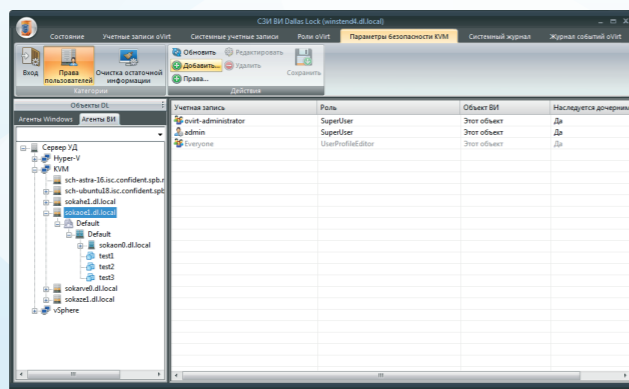 СЗИ ВИ Dallas Lock (winstend4.dl.local)
Состояние Учетные записи oVirt Системные учетные записи Роли oVirt Параметры безопасности KVM Системный журнал Журнал событий oVirt
Вход
Права пользователей
Очистка остаточной информации
Категории
Обновить Редактировать
Добавить... Удалить
Права...
Сохранить
Действия
Объекты DL
Агенты Windows Агенты ВИ
Сервер УД
Hyper-V
KVM
sch-astra-16.isc.confident.spb.r
sch-ubuntu18.isc.confident.spb
sokahe1.dl.local
sokaoe1.dl.local
Default
Default
sokaon0.dl.local
test1
test2
test3
sokarve0.dl.local
sokaze1.dl.local
vSphere
Учетная запись Роль Объект ВИ Наследуется дочерним
ovirt-administrator SuperUser Этот объект Да
admin SuperUser Этот объект Да
Everyone UserProfileEditor Этот объект Да